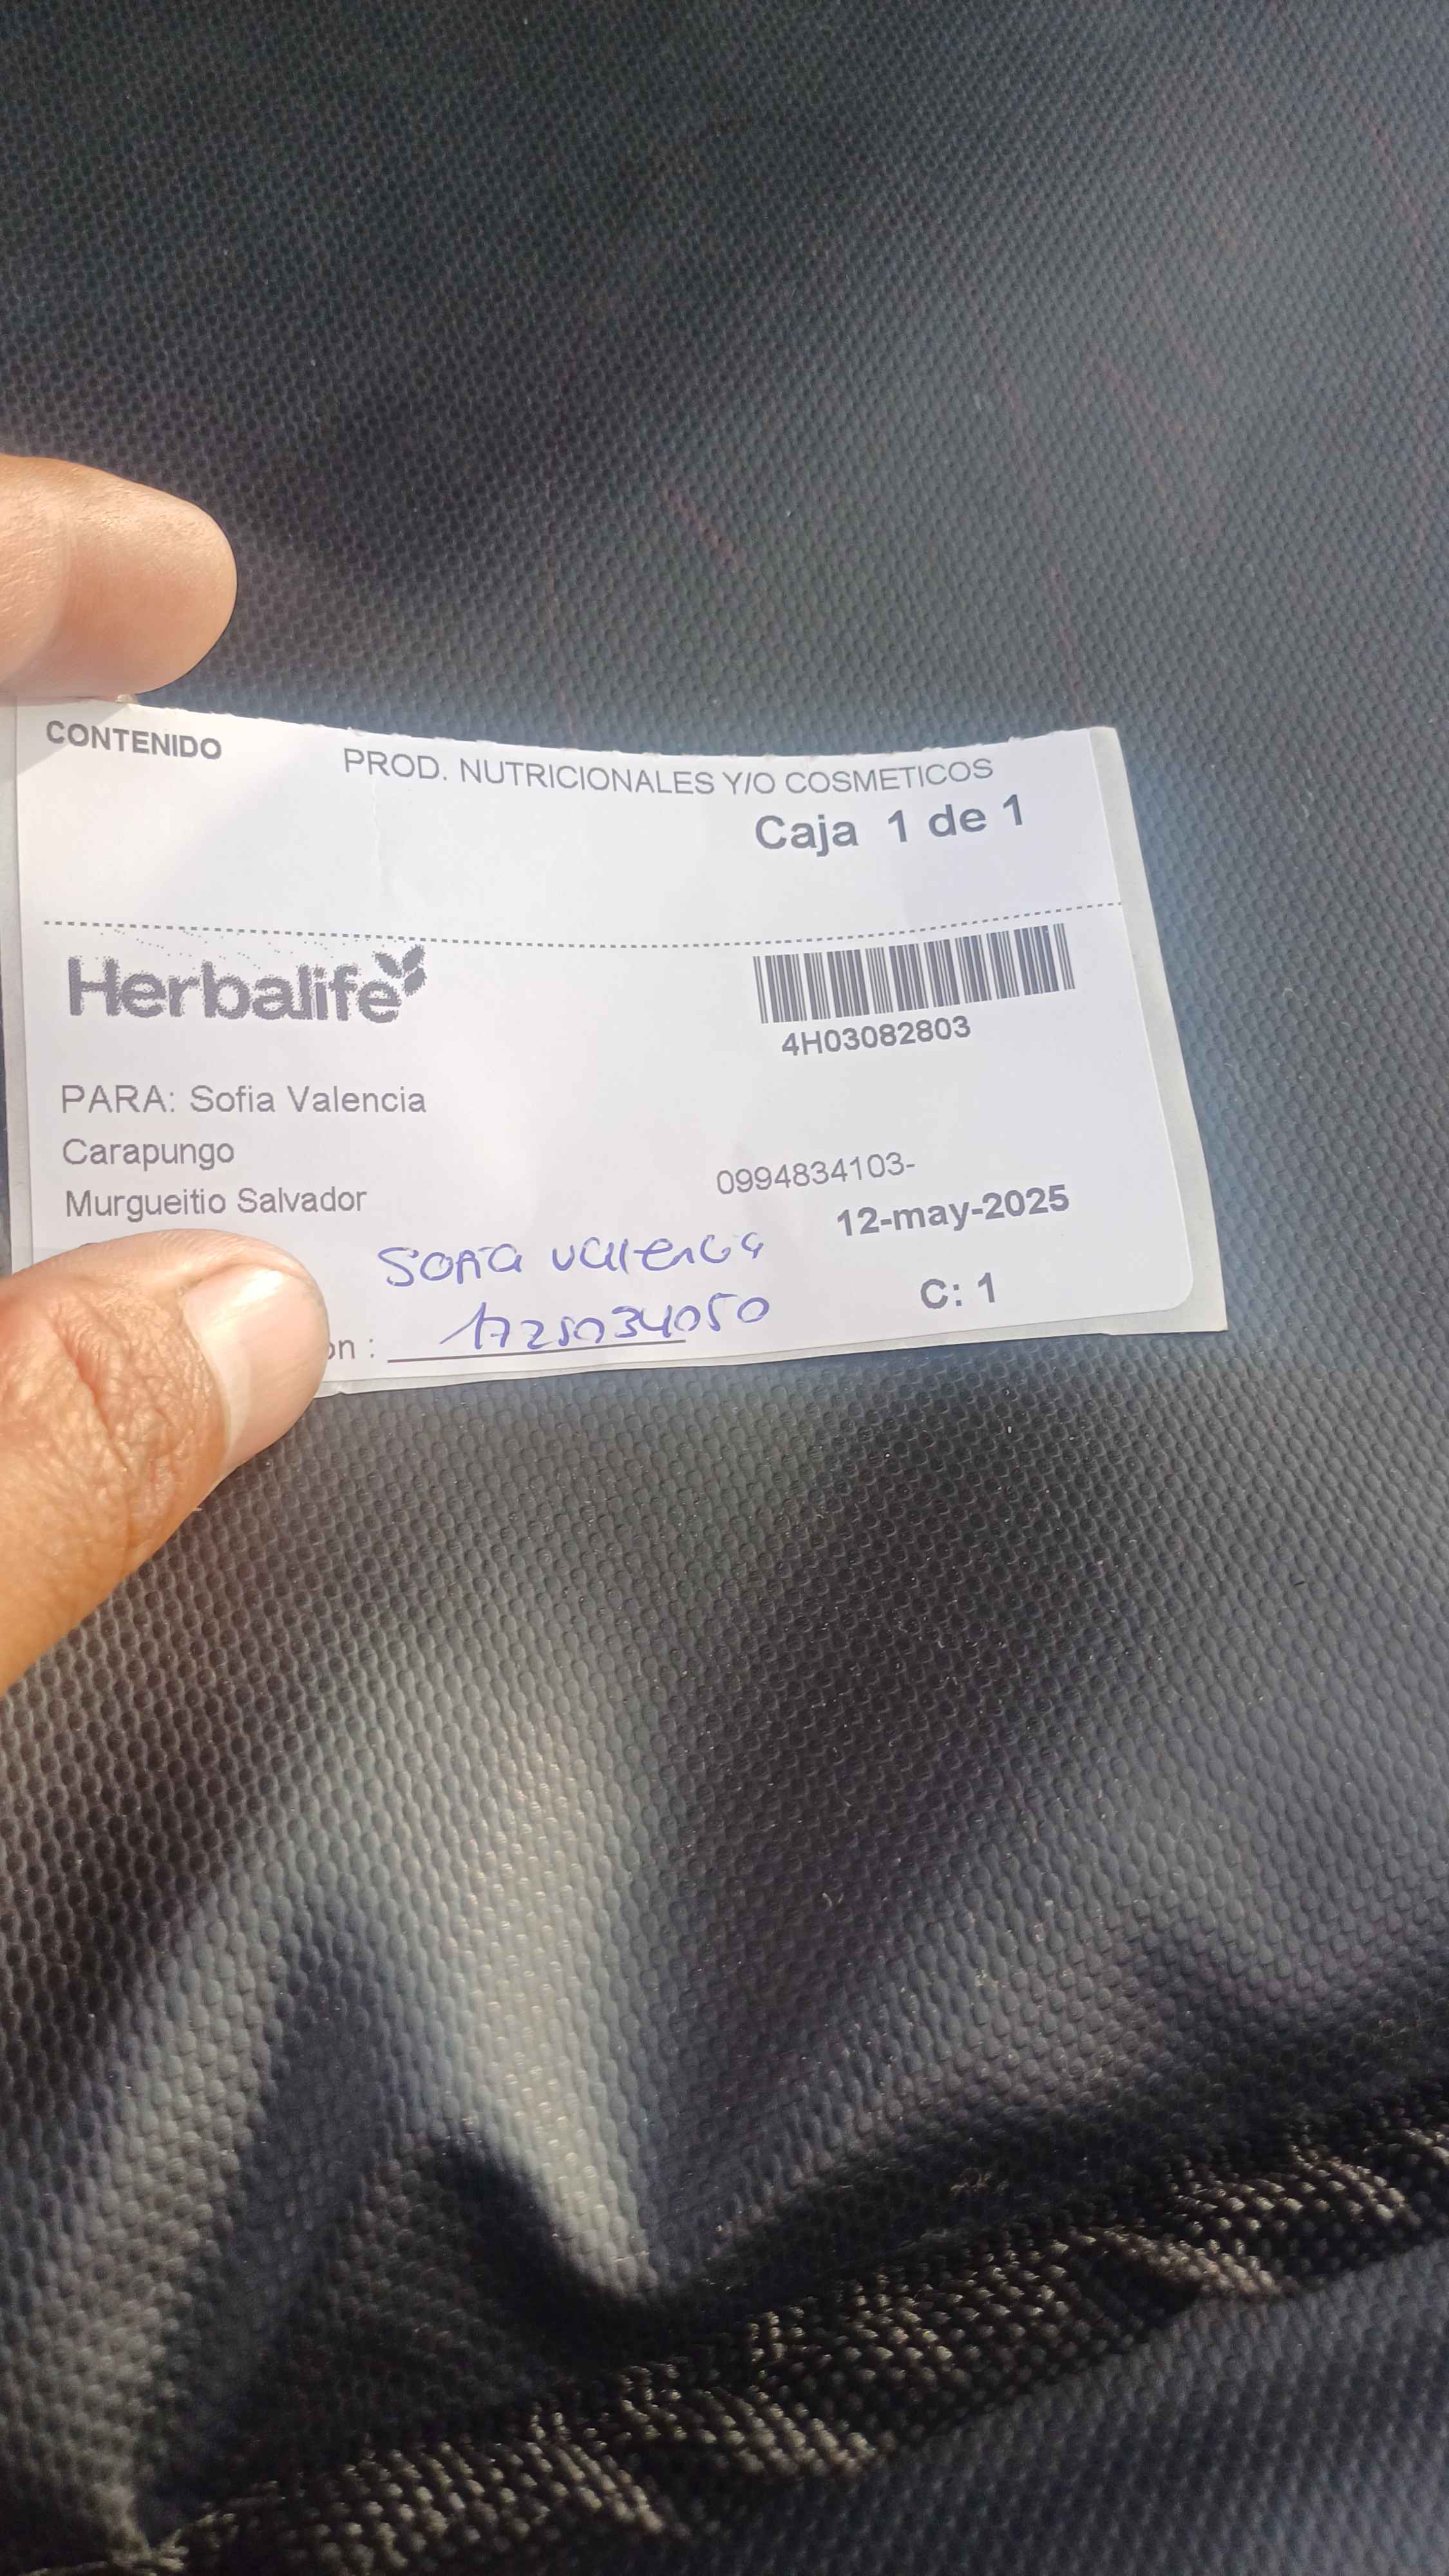 CONTENIDO
PROD. NUTRICIONALES Y/O COSMETICOS
Caja 1 de 1
Herbalife
4H03082803
PARA: Sofia Valencia
Carapungo
0994834103-
Murgueitio Salvador
12-may-2025
Sofia Valencia
C: 1
on : 1725034050